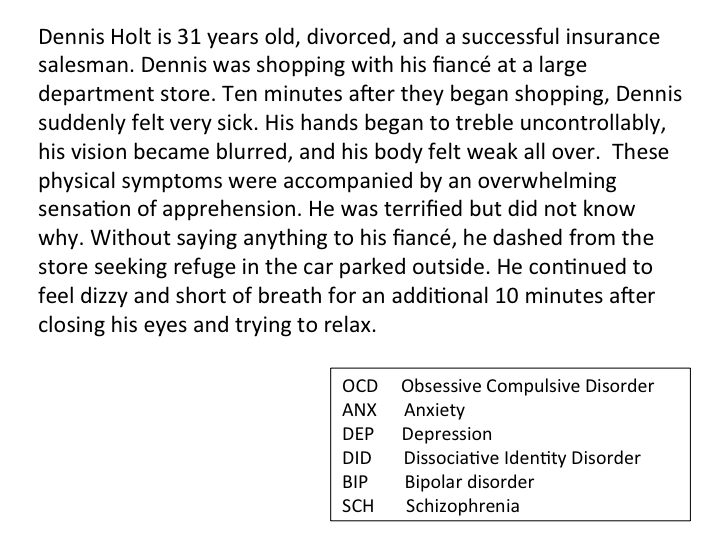 Dennis Holt is 31 years old, divorced, and a successful insurance
salesman. Dennis was shopping with his fiancé at a large
department store. Ten minutes after they began shopping, Dennis
suddenly felt very sick. His hands began to treble uncontrollably,
his vision became blurred, and his body felt weak all over.  These
physical symptoms were accompanied by an overwhelming
sensation of apprehension. He was terrified but did not know
why. Without saying anything to his fiancé, he dashed from the
store seeking refuge in the car parked outside. He continued to
feel dizzy and short of breath for an additional 10 minutes after
closing his eyes and trying to relax.
OCD Obsessive Compulsive Disorder
ANX Anxiety
DEP Depression
DID Dissociative Identity Disorder
BIP Bipolar disorder
SCH Schizophrenia